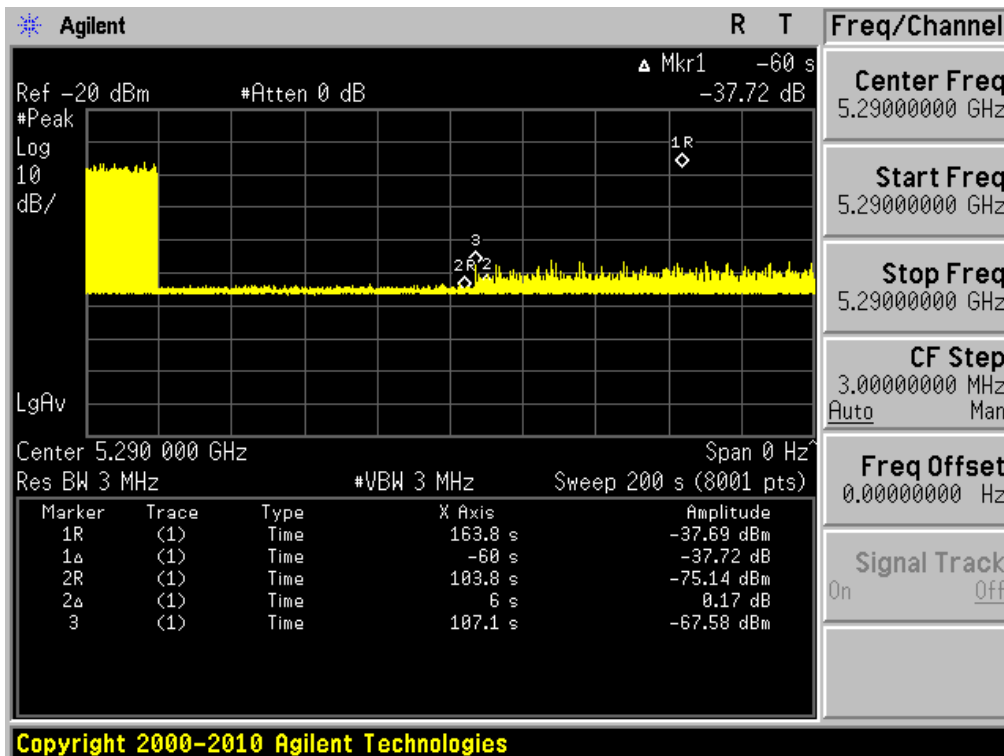 Agilent
R T
Δ Mkr1 -60 s
Ref -20 dBm #Atten 0 dB -37.72 dB
#Peak
Log
10
dB/
1R
3
2R 2
LgAv
Center 5.290 000 GHz Span 0 Hz^
Res BW 3 MHz #VBW 3 MHz Sweep 200 s (8001 pts)
Marker Trace Type X Axis Amplitude
1R (1) Time 163.8 s -37.69 dBm
1Δ (1) Time -60 s -37.72 dB
2R (1) Time 103.8 s -75.14 dBm
2Δ (1) Time 6 s 0.17 dB
3 (1) Time 107.1 s -67.58 dBm
Freq/Channel
Center Freq
5.29000000 GHz
Start Freq
5.29000000 GHz
Stop Freq
5.29000000 GHz
CF Step
3.00000000 MHz
Auto Man
Freq Offset
0.00000000 Hz
Signal Track
On Off
Copyright 2000-2010 Agilent Technologies